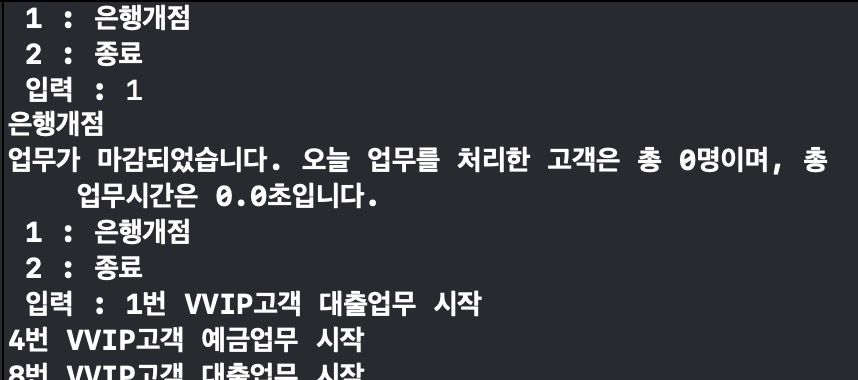 1 : 은행개점
2 : 종료
입력 : 1
은행개점
업무가 마감되었습니다. 오늘 업무를 처리한 고객은 총 0명이며, 총
업무시간은 0.0초입니다.
1 : 은행개점
2 : 종료
입력 : 1번 VVIP고객 대출업무 시작
4번 VVIP고객 예금업무 시작
8번 VVIP고객 대출업무 시작